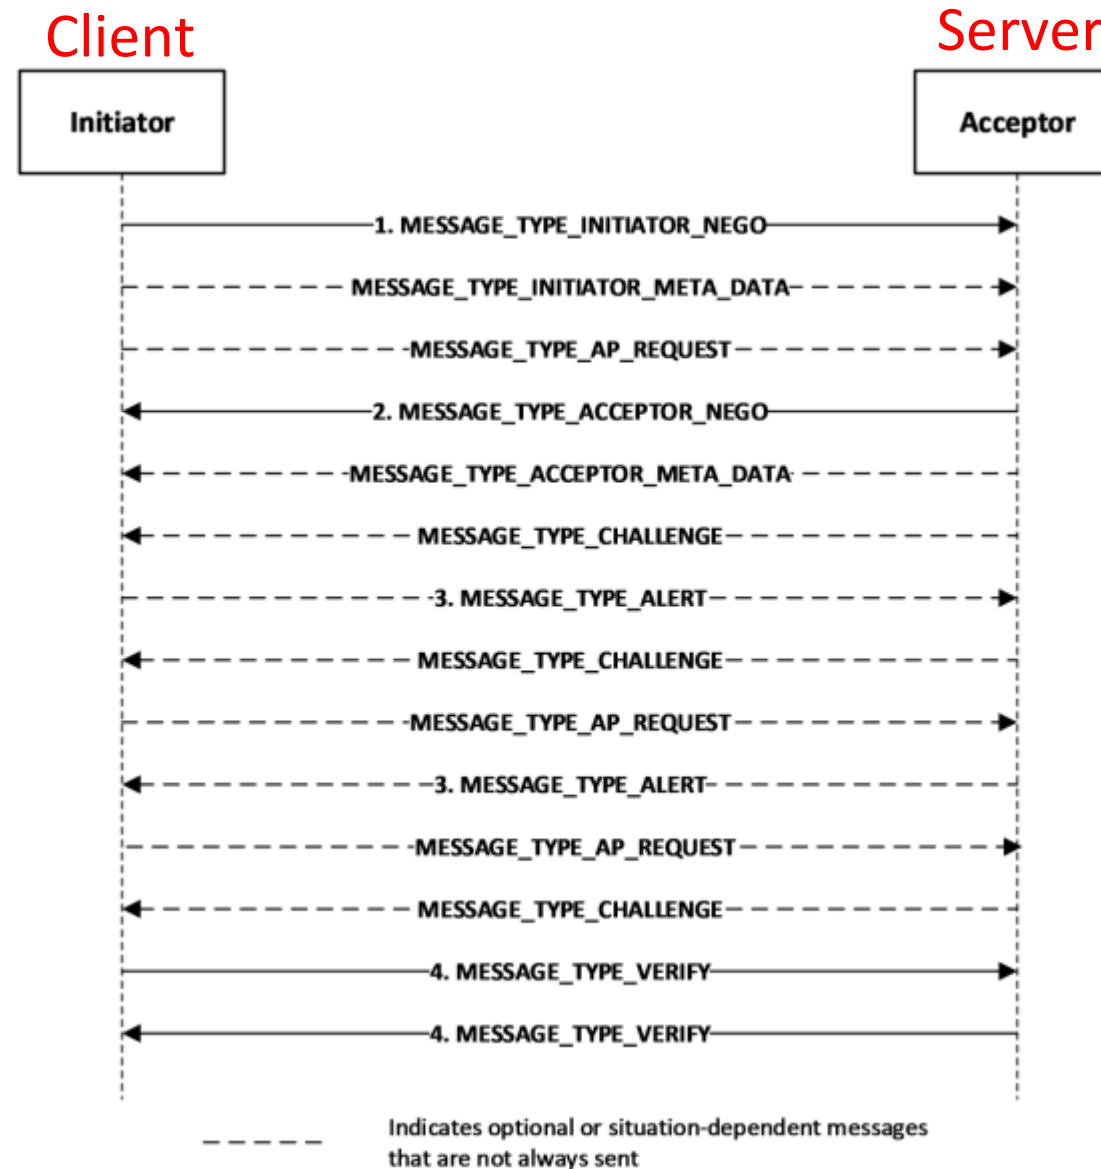 Client
Server
Initiator
Acceptor
1. MESSAGE_TYPE_INITIATOR_NEGO
MESSAGE_TYPE_INITIATOR_META_DATA
MESSAGE_TYPE_AP_REQUEST
2. MESSAGE_TYPE_ACCEPTOR_NEGO
MESSAGE_TYPE_ACCEPTOR_META_DATA
MESSAGE_TYPE_CHALLENGE
3. MESSAGE_TYPE_ALERT
MESSAGE_TYPE_CHALLENGE
MESSAGE_TYPE_AP_REQUEST
3. MESSAGE_TYPE_ALERT
MESSAGE_TYPE_AP_REQUEST
MESSAGE_TYPE_CHALLENGE
4. MESSAGE_TYPE_VERIFY
4. MESSAGE_TYPE_VERIFY
Indicates optional or situation-dependent messages
that are not always sent